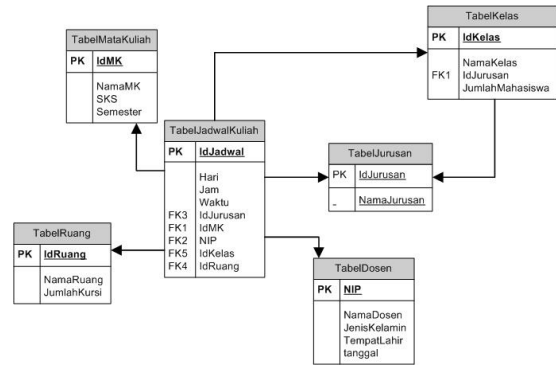 TabelKelas
PK IdKelas
NamaKelas
FK1 IdJurusan
JumlahMahasiswa
TabelMataKuliah
PK IdMK
NamaMK
SKS
Semester
TabelJadwalKuliah
PK IdJadwal
Hari
Jam
Waktu
FK3 IdJurusan
FK1 IdMK
FK2 NIP
FK5 IdKelas
FK4 IdRuang
TabelJurusan
PK IdJurusan
_ NamaJurusan
TabelRuang
PK IdRuang
NamaRuang
JumlahKursi
TabelDosen
PK NIP
NamaDosen
JenisKelamin
TempatLahir
tanggal